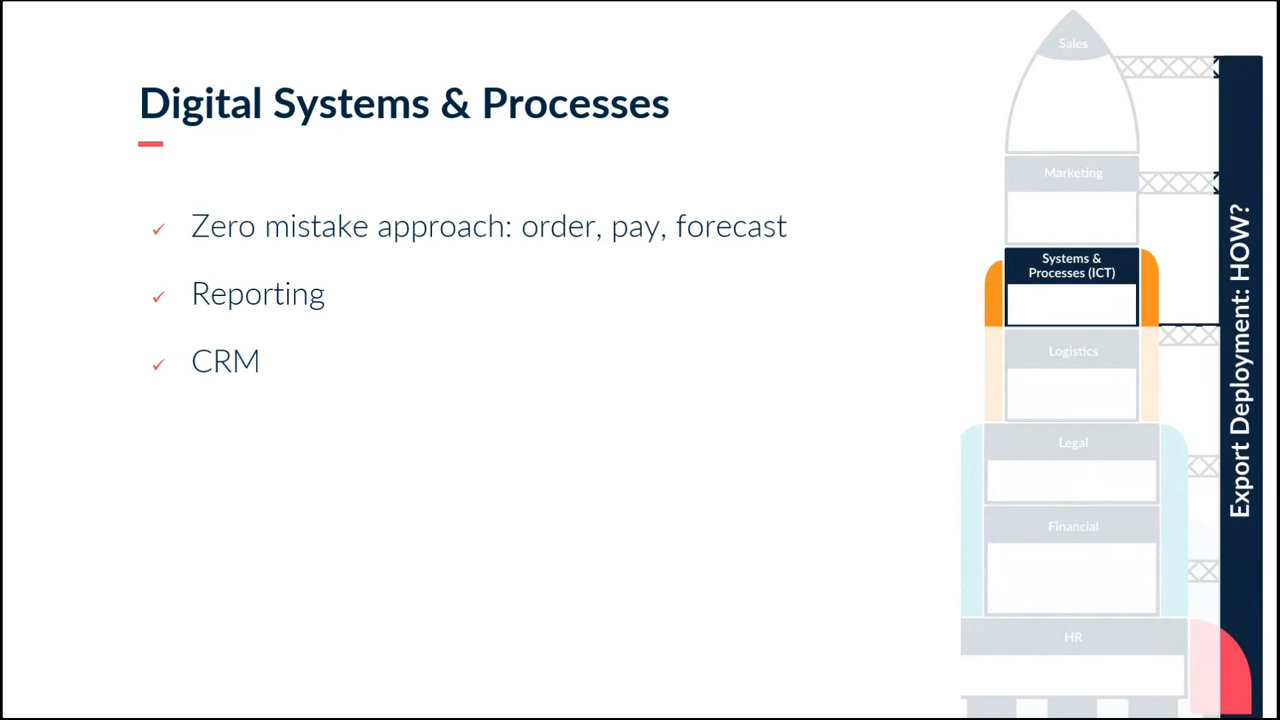 Digital Systems & Processes
Zero mistake approach: order, pay, forecast
Reporting
CRM
Sales
Marketing
Systems &
Processes (ICT)
Logistics
Legal
Financial
HR
Export Deployment: HOW?